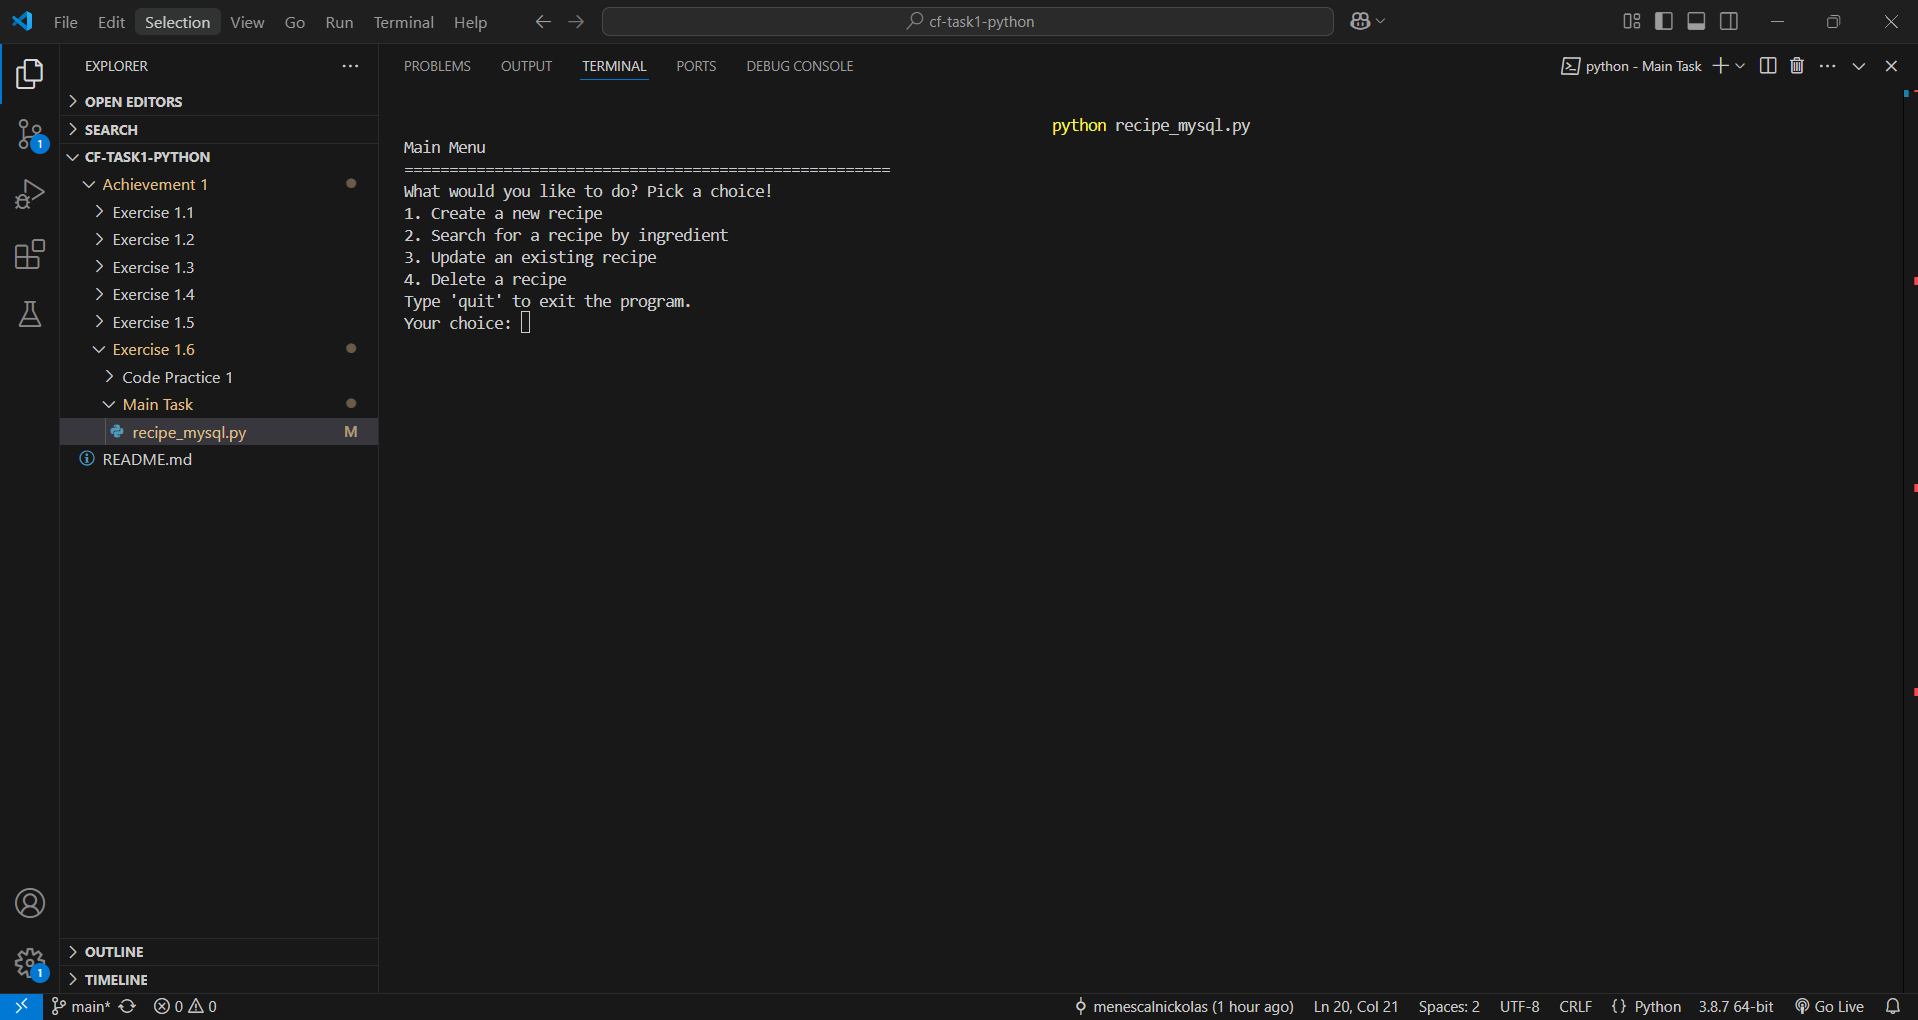 File Edit Selection View Go Run Terminal Help
cf-task1-python
EXPLORER
OPEN EDITORS
SEARCH
CF-TASK1-PYTHON
Achievement 1
Exercise 1.1
Exercise 1.2
Exercise 1.3
Exercise 1.4
Exercise 1.5
Exercise 1.6
Code Practice 1
Main Task
recipe_mysql.py M
README.md
OUTLINE
TIMELINE
1
1
PROBLEMS OUTPUT TERMINAL PORTS DEBUG CONSOLE
python - Main Task
python recipe_mysql.py
Main Menu
======================================================
What would you like to do? Pick a choice!
1. Create a new recipe
2. Search for a recipe by ingredient
3. Update an existing recipe
4. Delete a recipe
Type 'quit' to exit the program.
Your choice:
main* 0 0 menescalnickolas (1 hour ago) Ln 20, Col 21 Spaces: 2 UTF-8 CRLF {} Python 3.8.7 64-bit Go Live